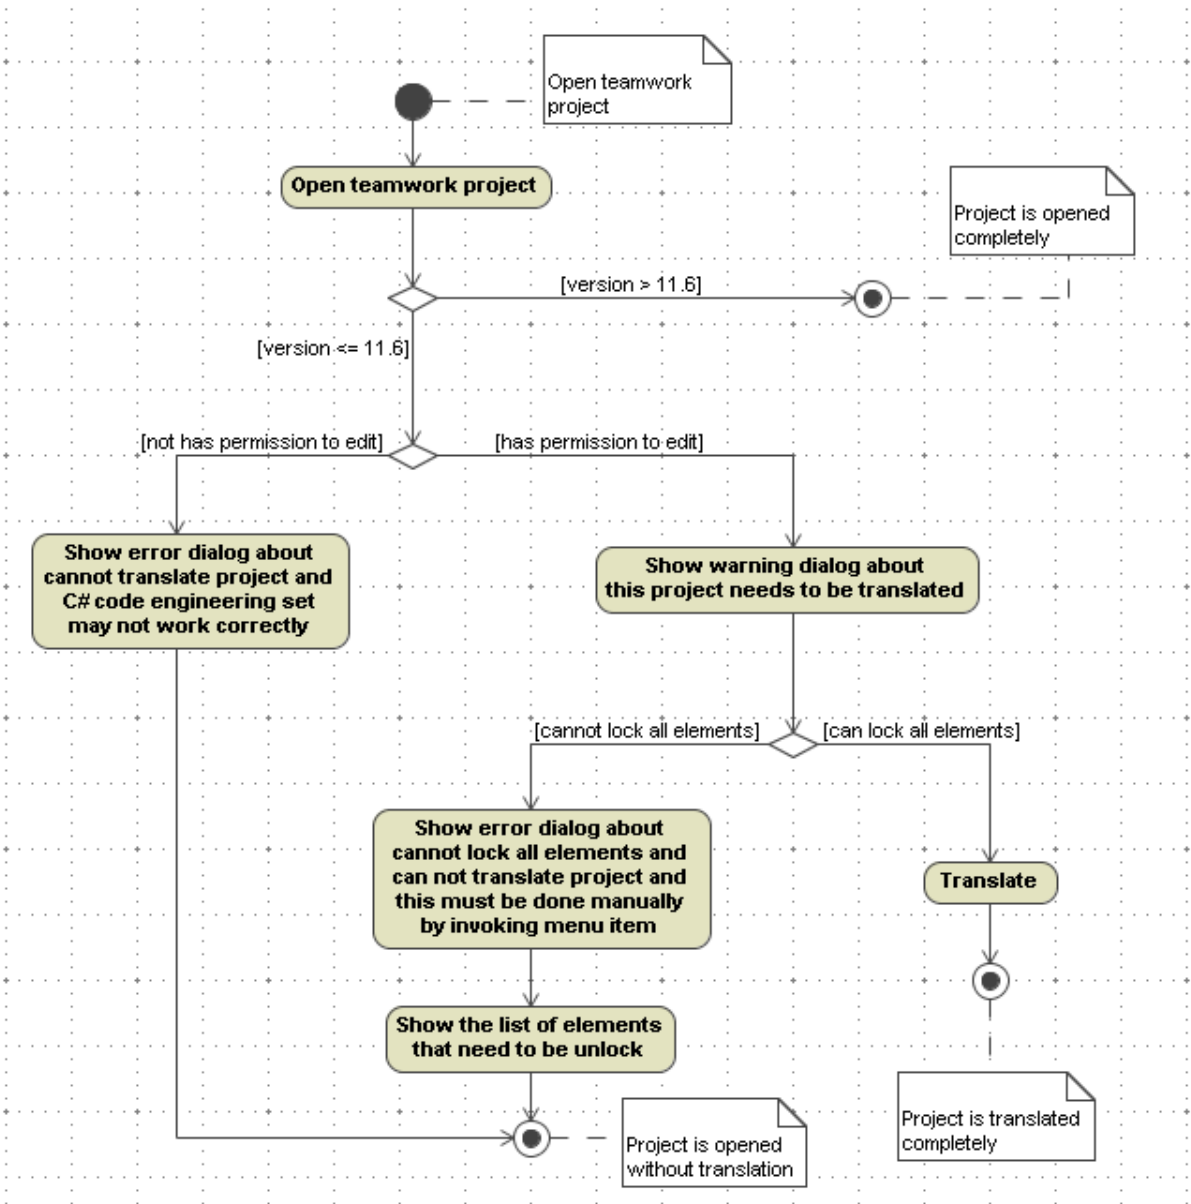 Open teamwork
project
Open teamwork project
Project is opened
completely
[version > 11.6]
[version <= 11.6]
[not has permission to edit]
[has permission to edit]
Show error dialog about
cannot translate project and
C# code engineering set
may not work correctly
Show warning dialog about
this project needs to be translated
[cannot lock all elements]
[can lock all elements]
Show error dialog about
cannot lock all elements and
can not translate project and
this must be done manually
by invoking menu item
Translate
Show the list of elements
that need to be unlock
Project is opened
without translation
Project is translated
completely